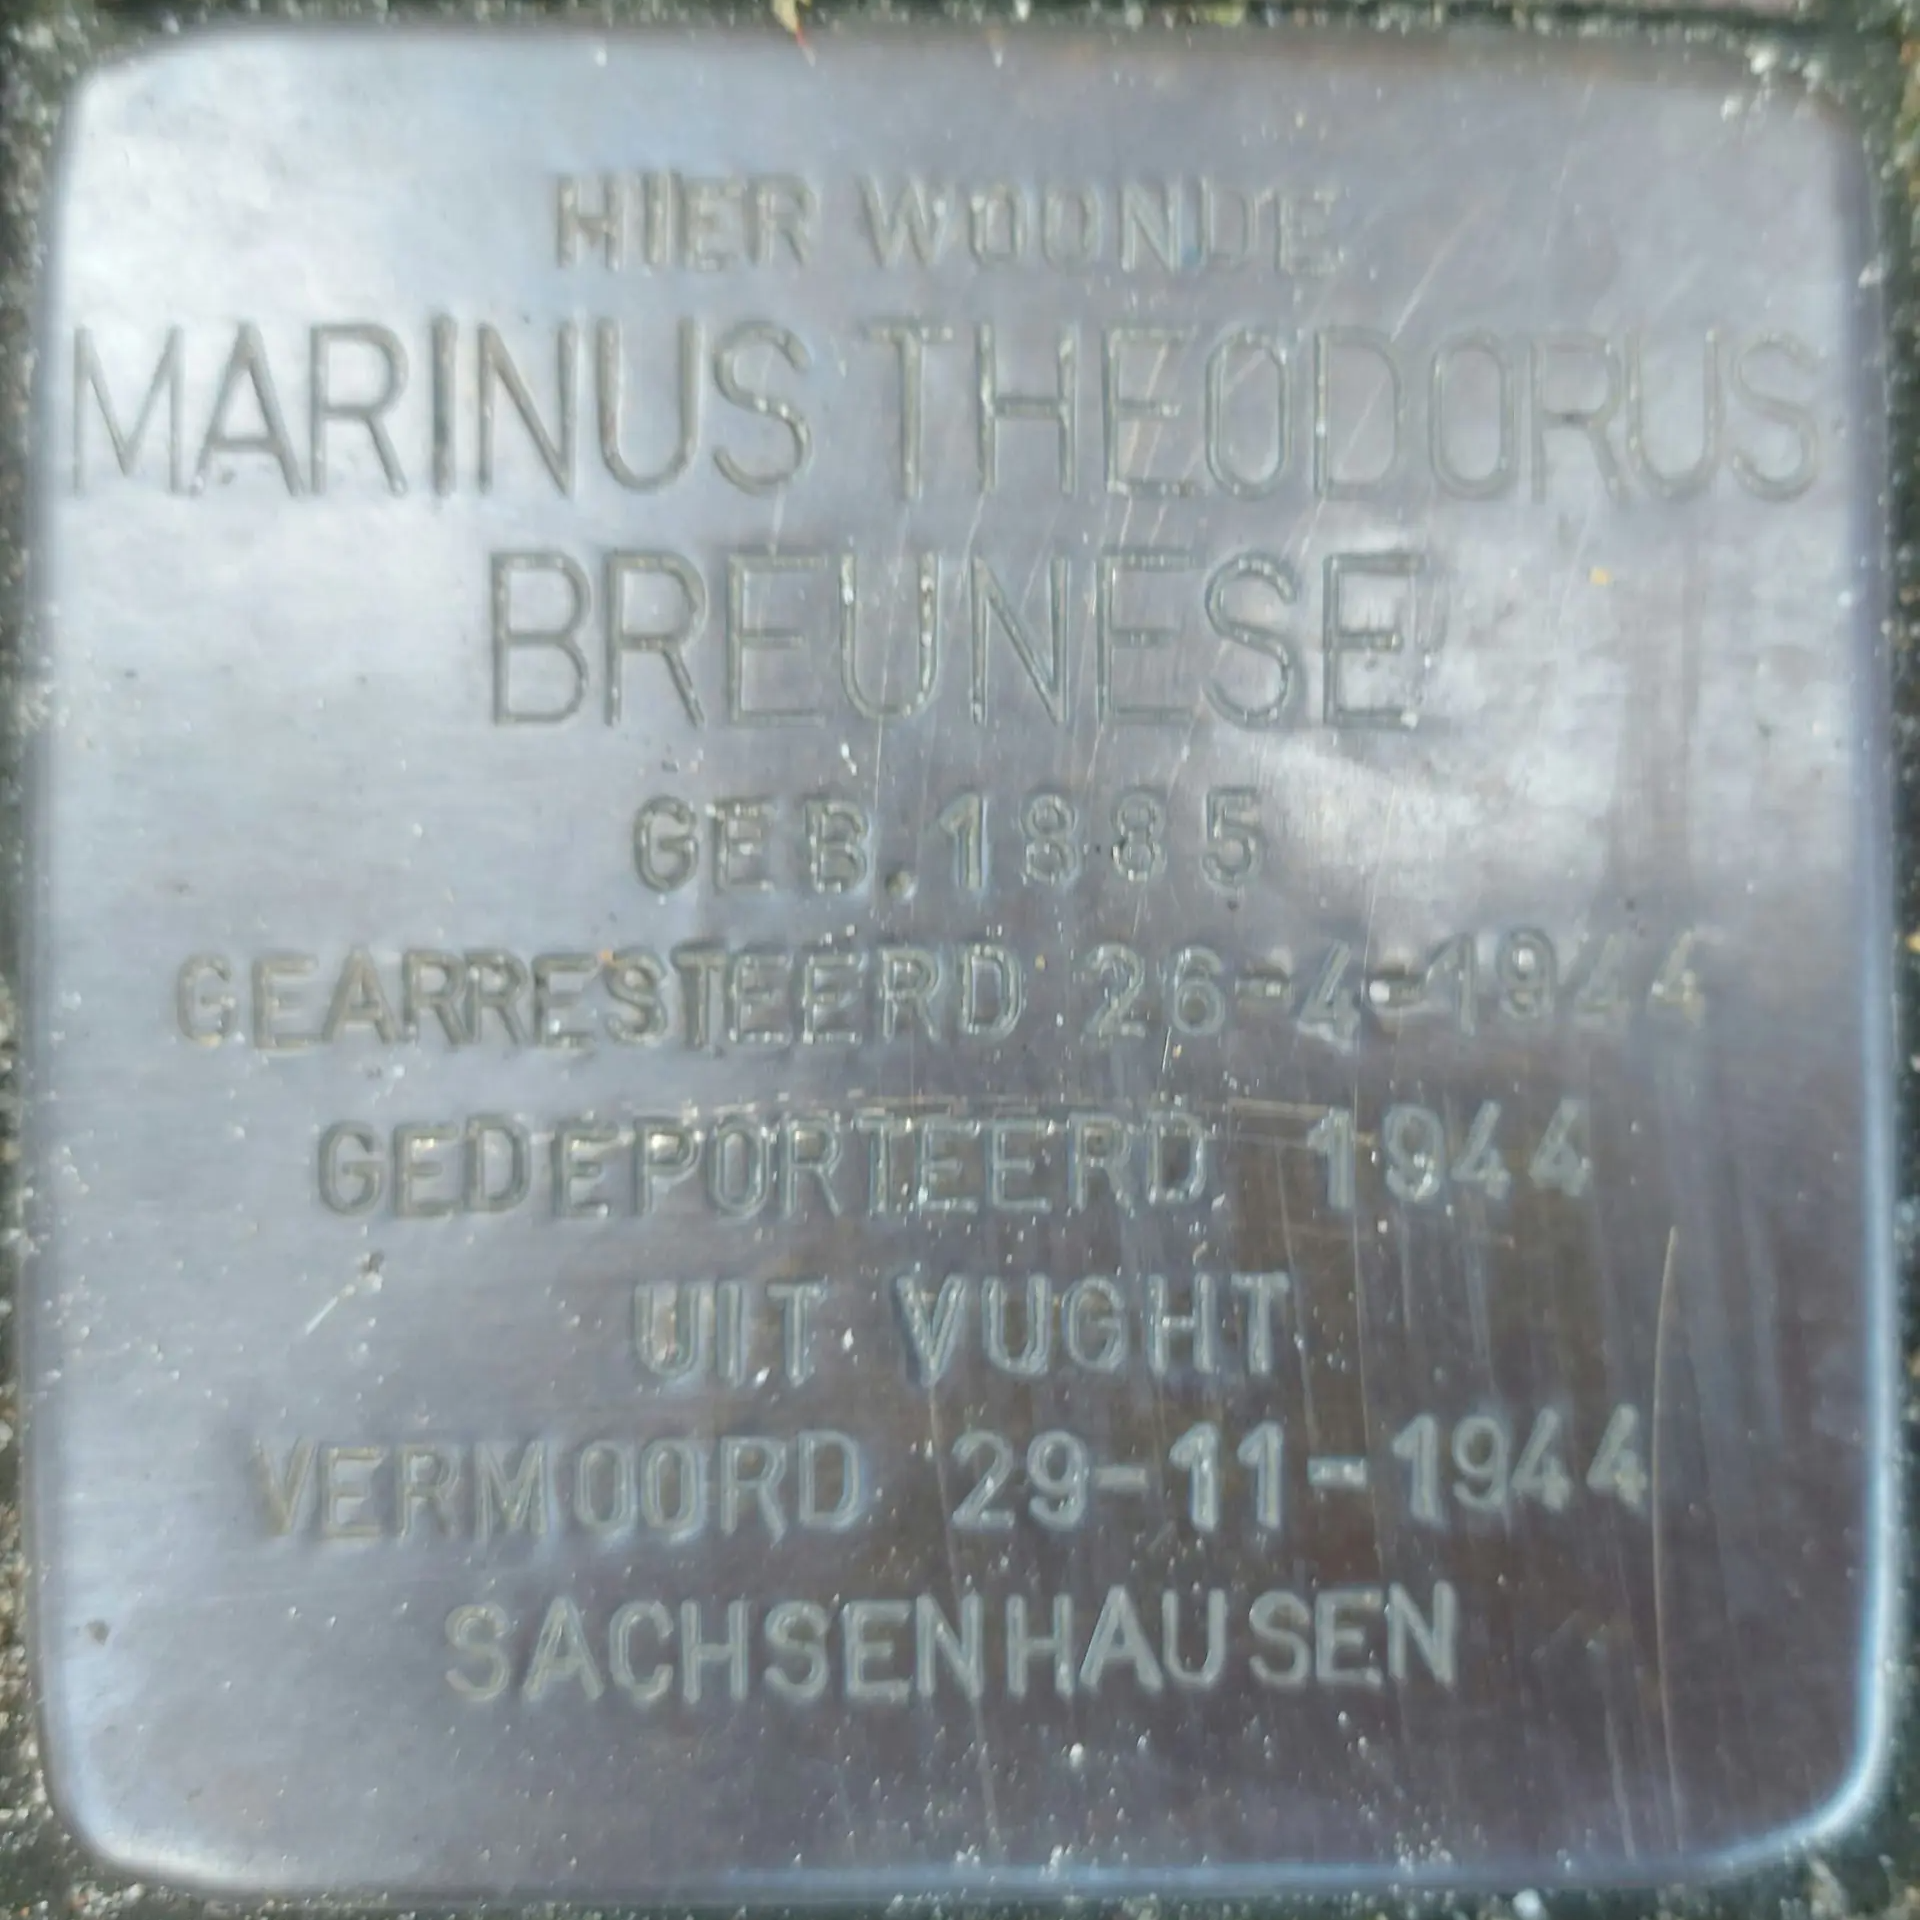 HIER WOONDE
MARINUS THEODORUS
BREUNESE
GEB. 1885
GEARRESTEERD 26-4-1944
GEDEPORTEERD 1944
UIT VUGHT
VERMOORD 29-11-1944
SACHSENHAUSEN